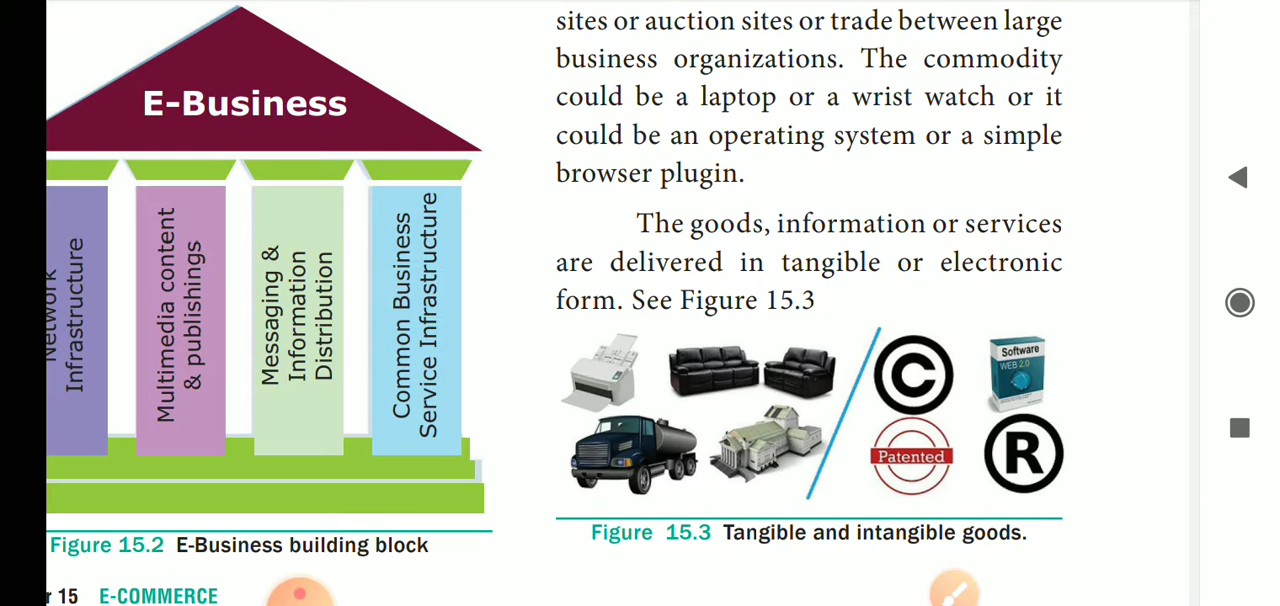 E-Business
Network
Infrastructure
Multimedia content
& publishings
Messaging &
Information
Distribution
Common Business
Service Infrastructure
Figure 15.2 E-Business building block
r 15 E-COMMERCE
sites or auction sites or trade between large
business organizations. The commodity
could be a laptop or a wrist watch or it
could be an operating system or a simple
browser plugin.
The goods, information or services
are delivered in tangible or electronic
form. See Figure 15.3
C
Software
WEB 2.0
Patented
R
Figure 15.3 Tangible and intangible goods.